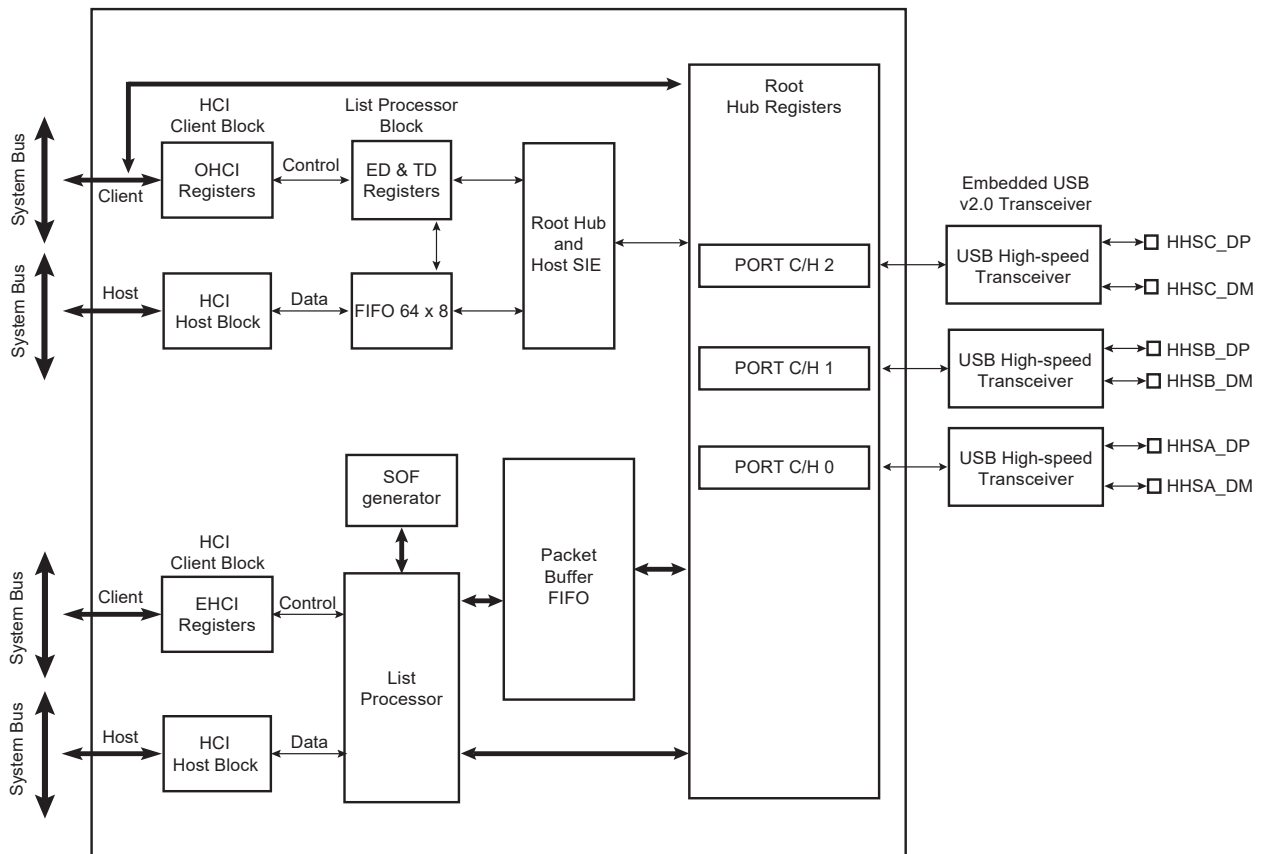 Root
Hub Registers
HCI
Client Block
List Processor
Block
System Bus
Client
OHCI
Registers
Control
ED & TD
Registers
Root Hub
and
Host SIE
System Bus
Host
HCI
Host Block
Data
FIFO 64 x 8
PORT C/H 2
PORT C/H 1
PORT C/H 0
Embedded USB
v2.0 Transceiver
USB High-speed
Transceiver
HHSC_DP
HHSC_DM
USB High-speed
Transceiver
HHSB_DP
HHSB_DM
USB High-speed
Transceiver
HHSA_DP
HHSA_DM
SOF
generator
HCI
Client Block
System Bus
Client
EHCI
Registers
Control
List
Processor
Packet
Buffer
FIFO
System Bus
Host
HCI
Host Block
Data